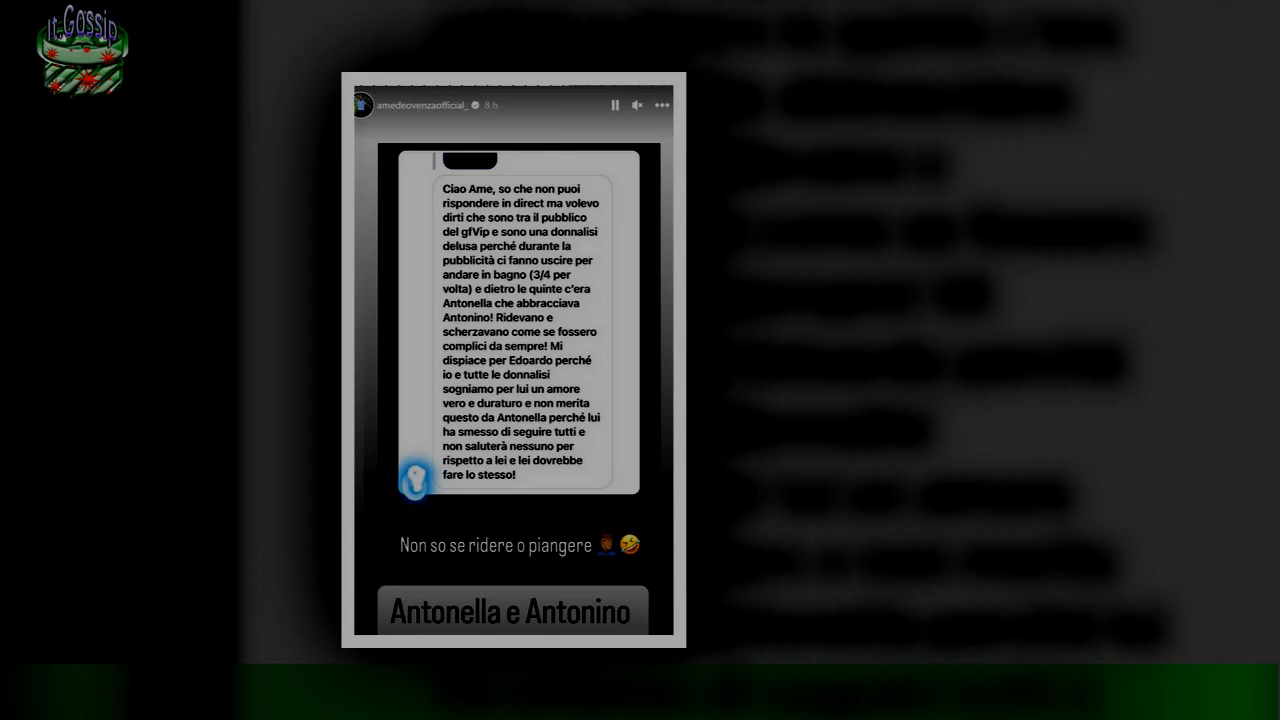 It.Gossip
amedeovenzaofficial_ 8 h
Ciao Ame, so che non puoi
rispondere in direct ma volevo
dirti che sono tra il pubblico
del gfVip e sono una donnalisi
delusa perché durante la
pubblicità ci fanno uscire per
andare in bagno (3/4 per
volta) e dietro le quinte c'era
Antonella che abbracciava
Antonino! Ridevano e
scherzavano come se fossero
complici da sempre! Mi
dispiace per Edoardo perché
io e tutte le donnalisi
sogniamo per lui un amore
vero e duraturo e non merita
questo da Antonella perché lui
ha smesso di seguire tutti e
non saluterà nessuno per
rispetto a lei e lei dovrebbe
fare lo stesso!
Non so se ridere o piangere 🤦🏾‍♂️🤣
Antonella e Antonino